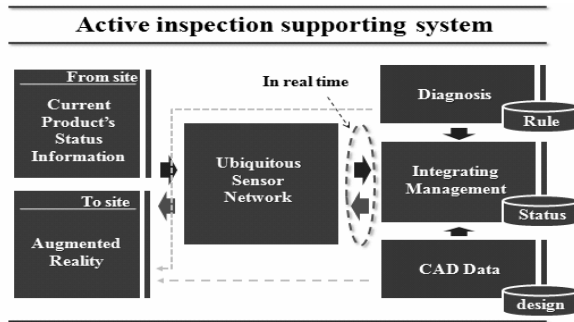 Active inspection supporting system
From site
Current
Product's
Status
Information
To site
Augmented
Reality
Ubiquitous
Sensor
Network
In real time
Diagnosis
Rule
Integrating
Management
Status
CAD Data
design